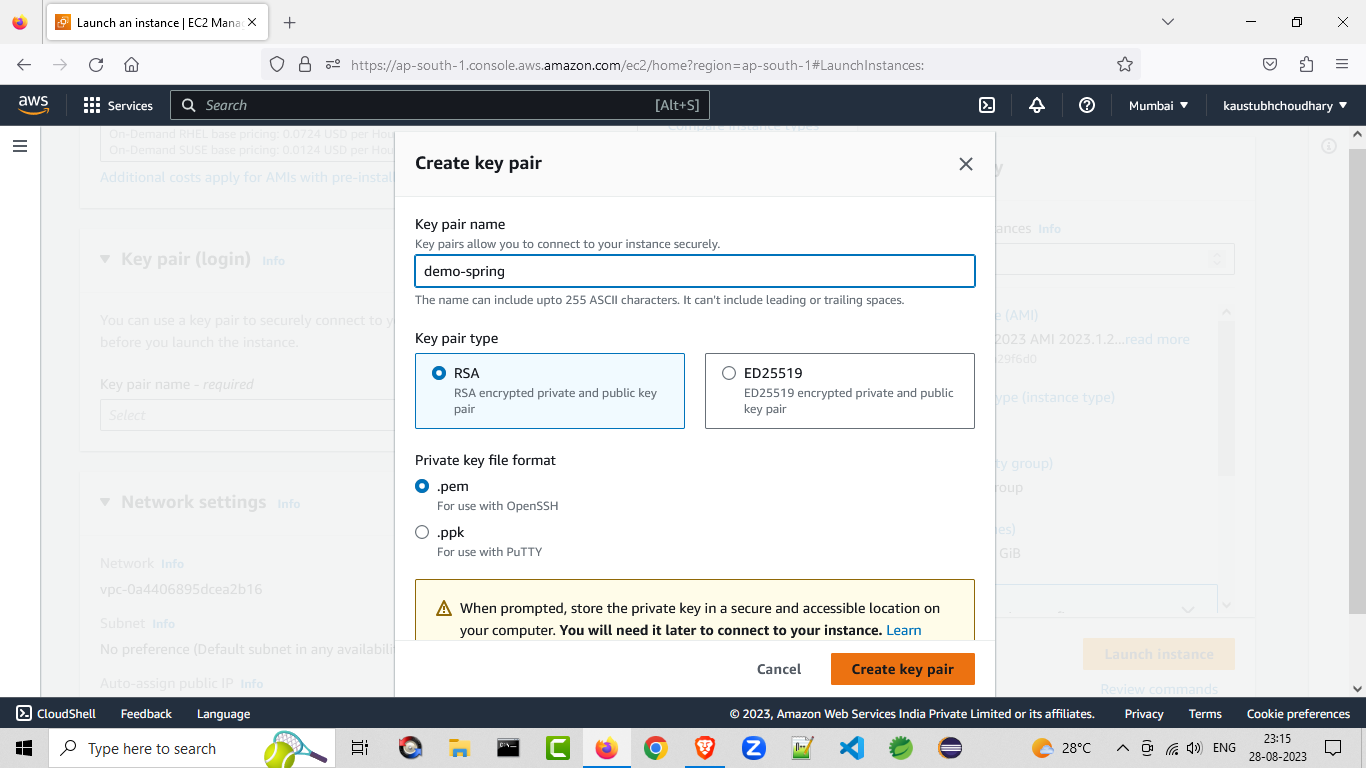 Launch an instance | EC2 Mana
https://ap-south-1.console.aws.amazon.com/ec2/home?region=ap-south-1#LaunchInstances:
aws
Services
Search
[Alt+S]
Mumbai
kaustubhchoudhary
On-Demand RHEL base pricing: 0.0724 USD per Hou
On-Demand SUSE base pricing: 0.0124 USD per Hou
Compare instance types
Additional costs apply for AMIs with pre-install
Key pair (login) Info
You can use a key pair to securely connect to y
before you launch the instance.
Key pair name - required
Select
Network settings Info
Network Info
vpc-0a4406895dcea2b16
Subnet Info
No preference (Default subnet in any availabilit
Auto-assign public IP Info
Create key pair
Key pair name
Key pairs allow you to connect to your instance securely.
demo-spring
The name can include upto 255 ASCII characters. It can't include leading or trailing spaces.
Key pair type
RSA
RSA encrypted private and public key
pair
ED25519
ED25519 encrypted private and public
key pair
Private key file format
.pem
For use with OpenSSH
.ppk
For use with PuTTY
When prompted, store the private key in a secure and accessible location on
your computer. You will need it later to connect to your instance. Learn
Cancel
Create key pair
y
ances Info
e (AMI)
2023 AMI 2023.1.2...read more
29f6d0
ype (instance type)
ty group)
oup
es)
GiB
Launch instance
Review commands
CloudShell
Feedback
Language
© 2023, Amazon Web Services India Private Limited or its affiliates.
Privacy
Terms
Cookie preferences
Type here to search
28°C
ENG
23:15
28-08-2023